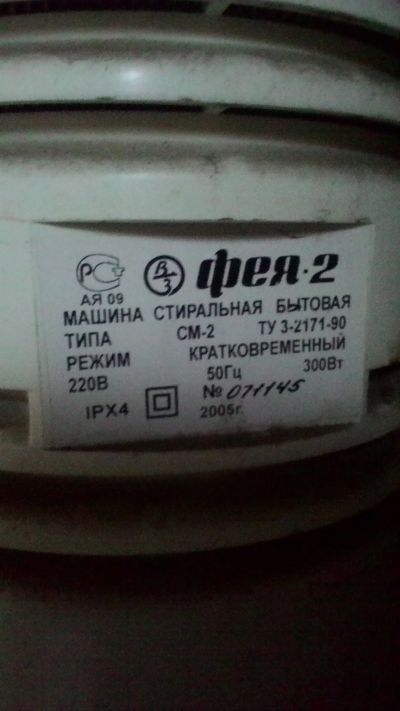 РС В З фея·2
АЯ 09
МАШИНА СТИРАЛЬНАЯ БЫТОВАЯ
ТИПА СМ-2 ТУ 3-2171-90
РЕЖИМ КРАТКОВРЕМЕННЫЙ
220В 50Гц 300Вт
№ 071145
IPX4 2005г.